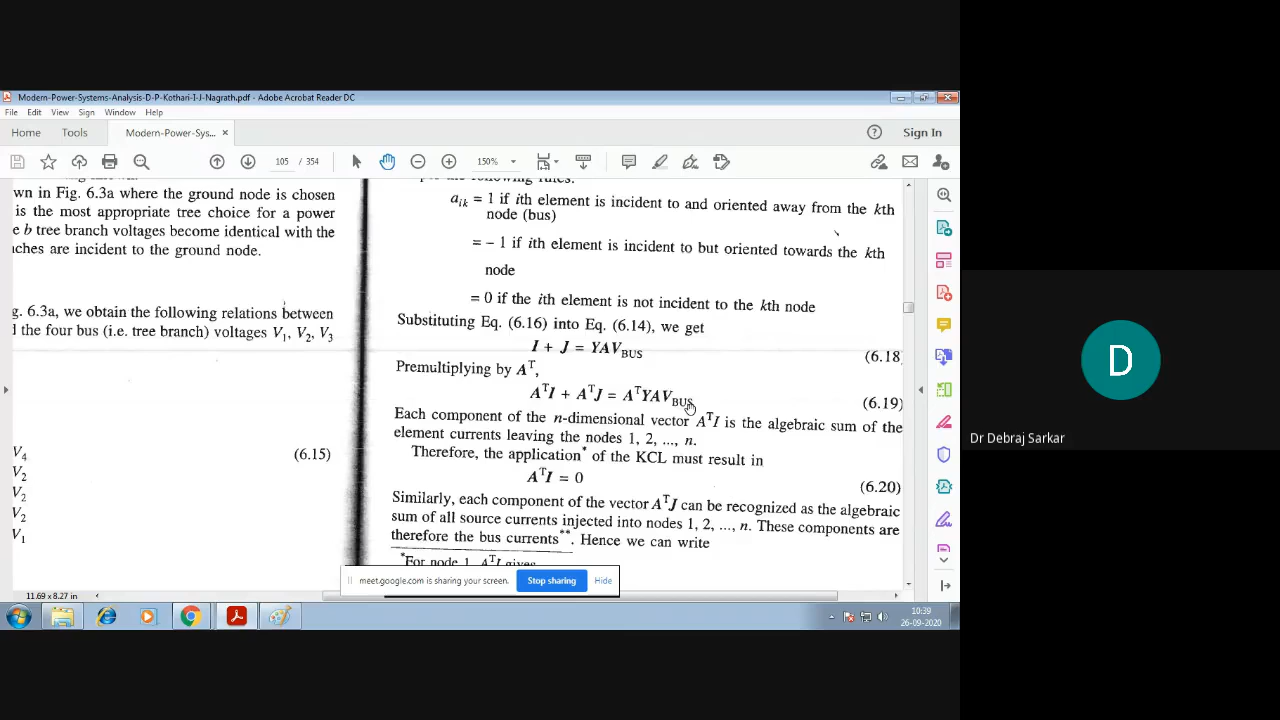 Modern-Power-Systems-Analysis-D-P-Kothari-I-J-Nagrath.pdf - Adobe Acrobat Reader DC
File Edit View Sign Window Help
Home Tools Modern-Power-Sys... × Sign In
105 / 354 150%
wn in Fig. 6.3a where the ground node is chosen
is the most appropriate tree choice for a power
e b tree branch voltages become identical with the
iches are incident to the ground node.
g. 6.3a, we obtain the following relations between
d the four bus (i.e. tree branch) voltages V1, V2, V3
V4
V2
(6.15)
V2
V2
V1
following rules:
aik = 1 if ith element is incident to and oriented away from the kth
node (bus)
= – 1 if ith element is incident to but oriented towards the kth
node
= 0 if the ith element is not incident to the kth node
Substituting Eq. (6.16) into Eq. (6.14), we get
I + J = YAVBUS (6.18)
Premultiplying by Aᵀ,
AᵀI + AᵀJ = AᵀYAVBUS (6.19)
Each component of the n-dimensional vector AᵀI is the algebraic sum of the
element currents leaving the nodes 1, 2, ..., n.
Therefore, the application* of the KCL must result in
AᵀI = 0 (6.20)
Similarly, each component of the vector AᵀJ can be recognized as the algebraic
sum of all source currents injected into nodes 1, 2, ..., n. These components are
therefore the bus currents**. Hence we can write
*For node 1, AᵀI gives
meet.google.com is sharing your screen. Stop sharing Hide
11.69 x 8.27 in
10:39
26-09-2020
D
Dr Debraj Sarkar